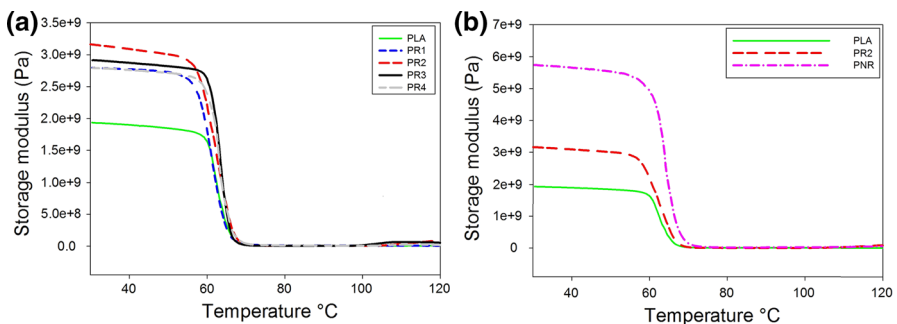 (a)
Storage modulus (Pa)
3.5e+9
3.0e+9
2.5e+9
2.0e+9
1.5e+9
1.0e+9
5.0e+8
0.0
PLA
PR1
PR2
PR3
PR4
40 60 80 100 120
Temperature °C
(b)
Storage modulus (Pa)
7e+9
6e+9
5e+9
4e+9
3e+9
2e+9
1e+9
0
PLA
PR2
PNR
40 60 80 100 120
Temperature °C